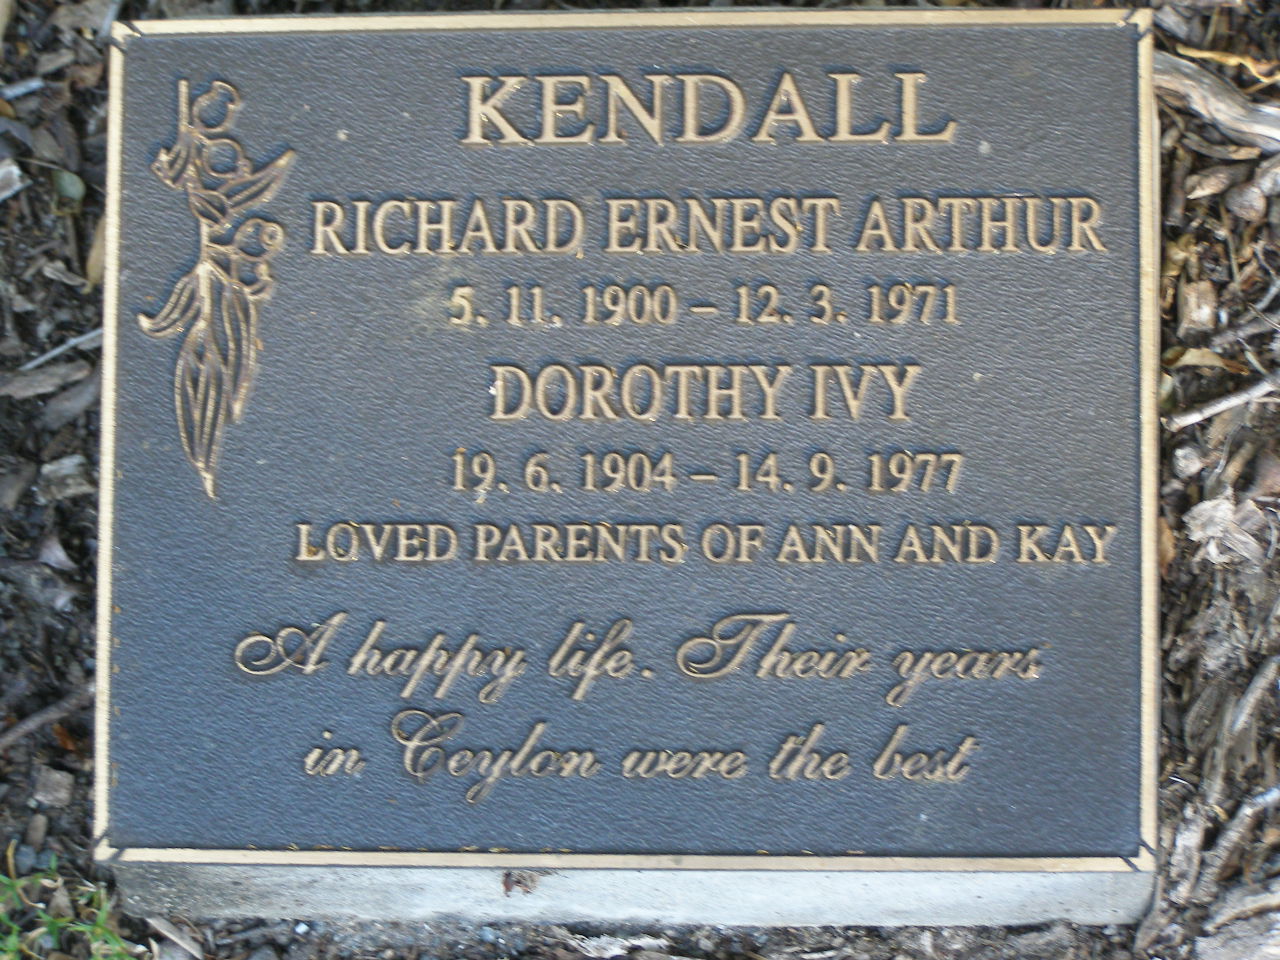 KENDALL
RICHARD ERNEST ARTHUR
5. 11. 1900 – 12. 3. 1971
DOROTHY IVY
19. 6. 1904 – 14. 9. 1977
LOVED PARENTS OF ANN AND KAY
A happy life. Their years
in Ceylon were the best